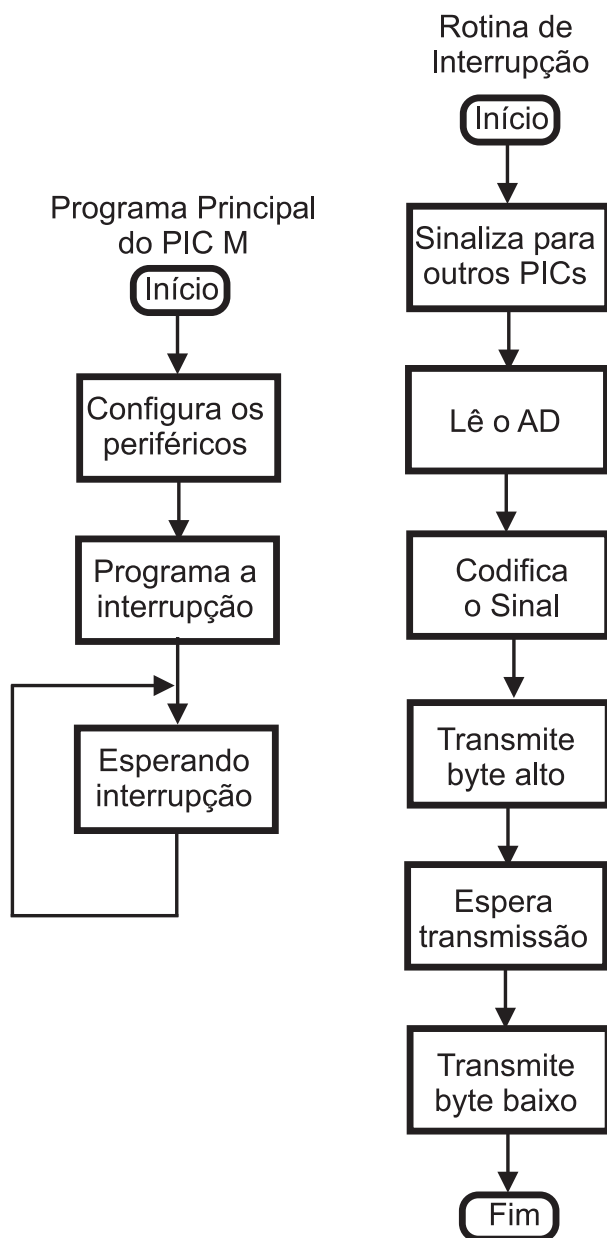 Programa Principal
do PIC M
Início
Configura os
periféricos
Programa a
interrupção
Esperando
interrupção
Rotina de
Interrupção
Início
Sinaliza para
outros PICs
Lê o AD
Codifica
o Sinal
Transmite
byte alto
Espera
transmissão
Transmite
byte baixo
Fim